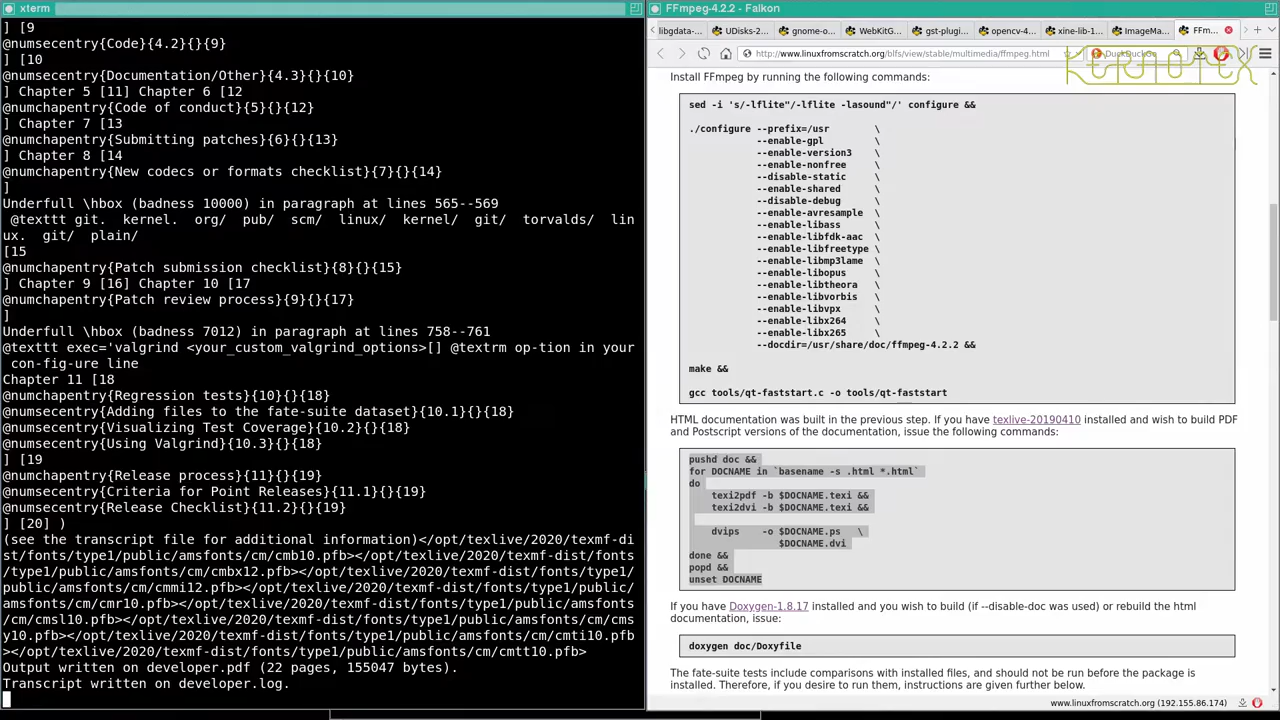 xterm
] [9
@numsecentry{Code}{4.2}{}{9}
] [10
@numsecentry{Documentation/Other}{4.3}{}{10}
] Chapter 5 [11] Chapter 6 [12
@numchapentry{Code of conduct}{5}{}{12}
] Chapter 7 [13
@numchapentry{Submitting patches}{6}{}{13}
] Chapter 8 [14
@numchapentry{New codecs or formats checklist}{7}{}{14}
]
Underfull \hbox (badness 10000) in paragraph at lines 565--569
@texttt git.  kernel.  org/  pub/  scm/  linux/  kernel/  git/  torvalds/  lin
ux.  git/  plain/
[15
@numchapentry{Patch submission checklist}{8}{}{15}
] Chapter 9 [16] Chapter 10 [17
@numchapentry{Patch review process}{9}{}{17}
]
Underfull \hbox (badness 7012) in paragraph at lines 758--761
@texttt exec='valgrind <your_custom_valgrind_options>[] @textrm op-tion in your
con-fig-ure line
Chapter 11 [18
@numchapentry{Regression tests}{10}{}{18}
@numsecentry{Adding files to the fate-suite dataset}{10.1}{}{18}
@numsecentry{Visualizing Test Coverage}{10.2}{}{18}
@numsecentry{Using Valgrind}{10.3}{}{18}
] [19
@numchapentry{Release process}{11}{}{19}
@numsecentry{Criteria for Point Releases}{11.1}{}{19}
@numsecentry{Release Checklist}{11.2}{}{19}
] [20] )
(see the transcript file for additional information)</opt/texlive/2020/texmf-di
st/fonts/type1/public/amsfonts/cm/cmb10.pfb></opt/texlive/2020/texmf-dist/fonts
/type1/public/amsfonts/cm/cmbx12.pfb></opt/texlive/2020/texmf-dist/fonts/type1/
public/amsfonts/cm/cmmi12.pfb></opt/texlive/2020/texmf-dist/fonts/type1/public/
amsfonts/cm/cmr10.pfb></opt/texlive/2020/texmf-dist/fonts/type1/public/amsfonts
/cm/cmsl10.pfb></opt/texlive/2020/texmf-dist/fonts/type1/public/amsfonts/cm/cms
y10.pfb></opt/texlive/2020/texmf-dist/fonts/type1/public/amsfonts/cm/cmti10.pfb
></opt/texlive/2020/texmf-dist/fonts/type1/public/amsfonts/cm/cmtt10.pfb>
Output written on developer.pdf (22 pages, 155047 bytes).
Transcript written on developer.log.
FFmpeg-4.2.2 - Falkon
libgdata-... UDisks-2... gnome-o... WebKitG... gst-plugi... opencv-4... xine-lib-1... ImageMa... FFm...
http://www.linuxfromscratch.org/blfs/view/stable/multimedia/ffmpeg.html DuckDuckGo
KERNOTEX
Install FFmpeg by running the following commands:
sed -i 's/-lflite"/-lflite -lasound"/' configure &&
./configure --prefix=/usr \
--enable-gpl \
--enable-version3 \
--enable-nonfree \
--disable-static \
--enable-shared \
--disable-debug \
--enable-avresample \
--enable-libass \
--enable-libfdk-aac \
--enable-libfreetype \
--enable-libmp3lame \
--enable-libopus \
--enable-libtheora \
--enable-libvorbis \
--enable-libvpx \
--enable-libx264 \
--enable-libx265 \
--docdir=/usr/share/doc/ffmpeg-4.2.2 &&
make &&
gcc tools/qt-faststart.c -o tools/qt-faststart
HTML documentation was built in the previous step. If you have texlive-20190410 installed and wish to build PDF
and Postscript versions of the documentation, issue the following commands:
pushd doc &&
for DOCNAME in `basename -s .html *.html`
do
texi2pdf -b $DOCNAME.texi &&
texi2dvi -b $DOCNAME.texi &&
dvips -o $DOCNAME.ps \
$DOCNAME.dvi
done &&
popd &&
unset DOCNAME
If you have Doxygen-1.8.17 installed and you wish to build (if --disable-doc was used) or rebuild the html
documentation, issue:
doxygen doc/Doxyfile
The fate-suite tests include comparisons with installed files, and should not be run before the package is
installed. Therefore, if you desire to run them, instructions are given further below.
www.linuxfromscratch.org (192.155.86.174)